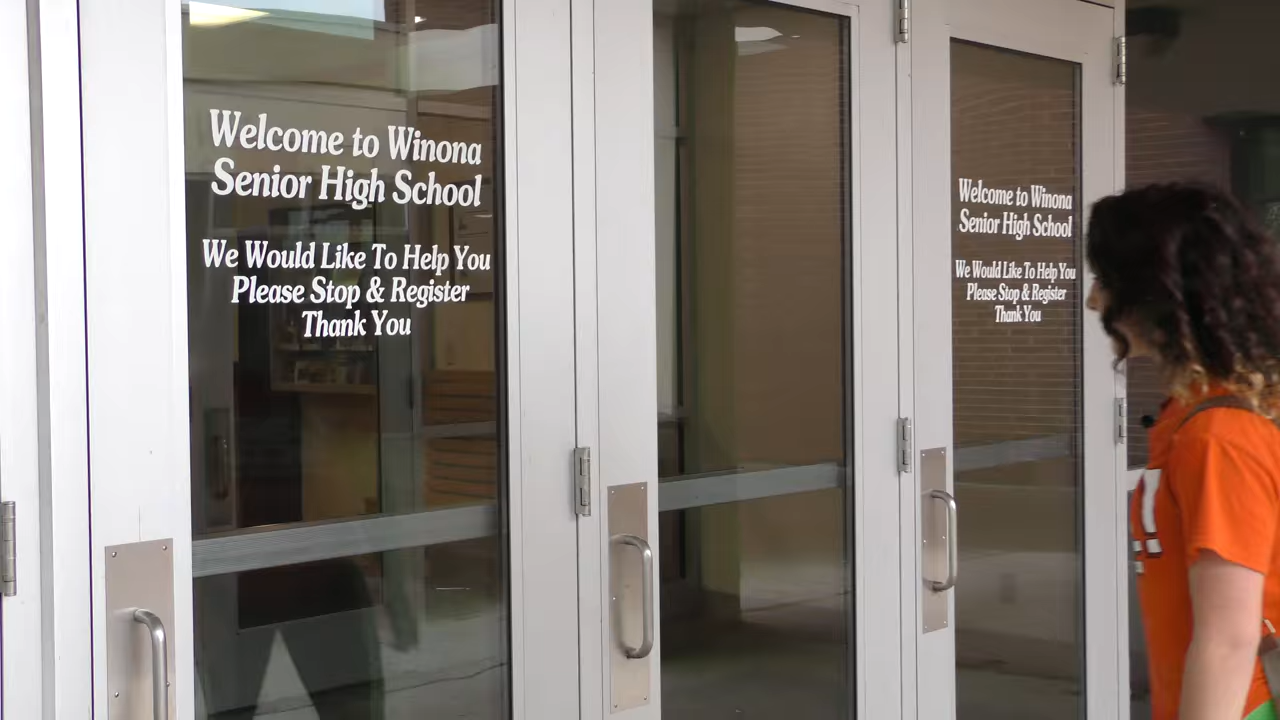 Welcome to Winona
Senior High School
We Would Like To Help You
Please Stop & Register
Thank You
Welcome to Winona
Senior High School
We Would Like To Help You
Please Stop & Register
Thank You